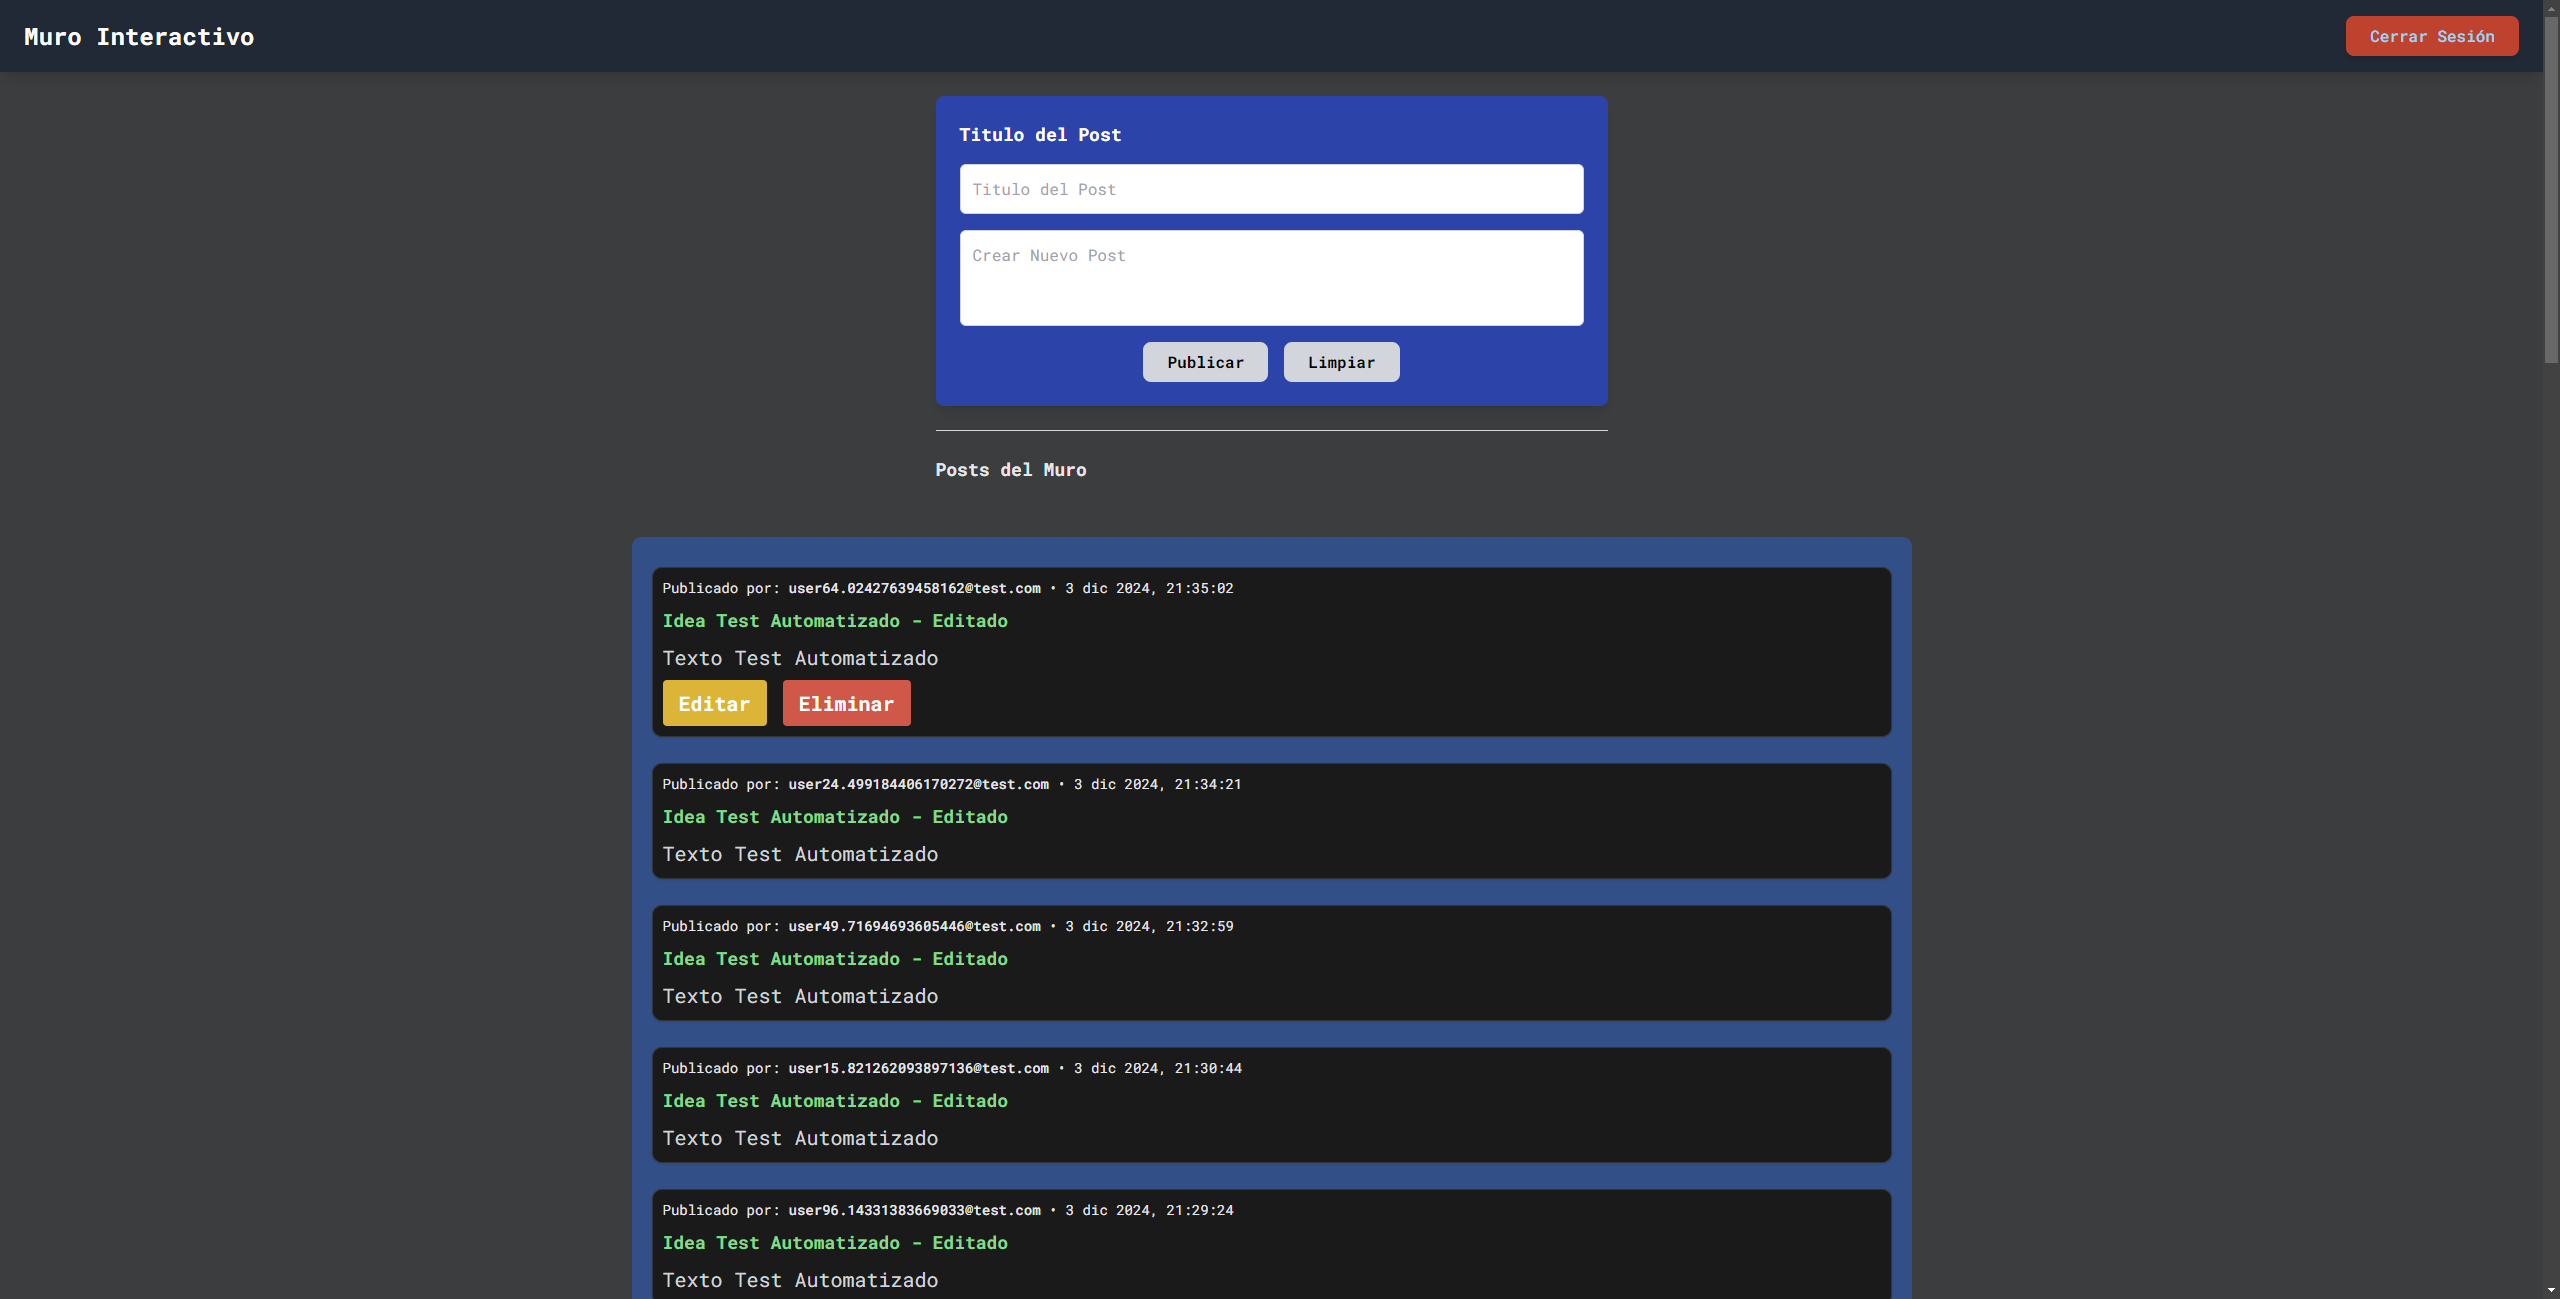 Muro Interactivo
Cerrar Sesión
Titulo del Post
Titulo del Post
Crear Nuevo Post
Publicar
Limpiar
Posts del Muro
Publicado por: user64.02427639458162@test.com • 3 dic 2024, 21:35:02
Idea Test Automatizado - Editado
Texto Test Automatizado
Editar
Eliminar
Publicado por: user24.499184406170272@test.com • 3 dic 2024, 21:34:21
Idea Test Automatizado - Editado
Texto Test Automatizado
Publicado por: user49.71694693605446@test.com • 3 dic 2024, 21:32:59
Idea Test Automatizado - Editado
Texto Test Automatizado
Publicado por: user15.821262093897136@test.com • 3 dic 2024, 21:30:44
Idea Test Automatizado - Editado
Texto Test Automatizado
Publicado por: user96.14331383669033@test.com • 3 dic 2024, 21:29:24
Idea Test Automatizado - Editado
Texto Test Automatizado